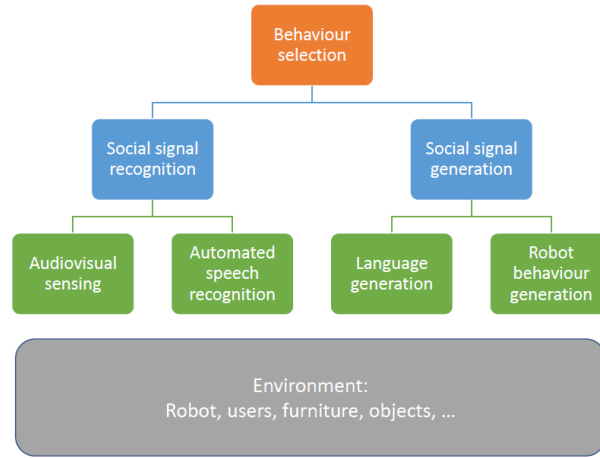 Behaviour
selection
Social signal
recognition
Social signal
generation
Audiovisual
sensing
Automated
speech
recognition
Language
generation
Robot
behaviour
generation
Environment:
Robot, users, furniture, objects, ...